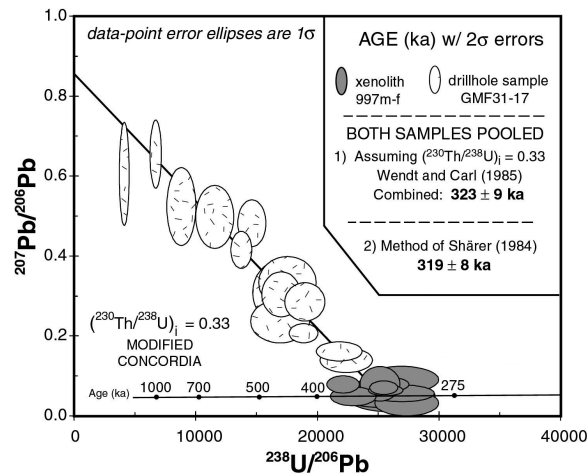 data-point error ellipses are 1σ
AGE (ka) w/ 2σ errors
xenolith
997m-f
drillhole sample
GMF31-17
BOTH SAMPLES POOLED
1) Assuming (²³⁰Th/²³⁸U)ᵢ = 0.33
Wendt and Carl (1985)
Combined: 323 ± 9 ka
2) Method of Shärer (1984)
319 ± 8 ka
(²³⁰Th/²³⁸U)ᵢ = 0.33
MODIFIED
CONCORDIA
Age (ka)
1000
700
500
400
275
1.0
0.8
0.6
0.4
0.2
0.0
²⁰⁷Pb/²⁰⁶Pb
0
10000
20000
30000
40000
²³⁸U/²⁰⁶Pb